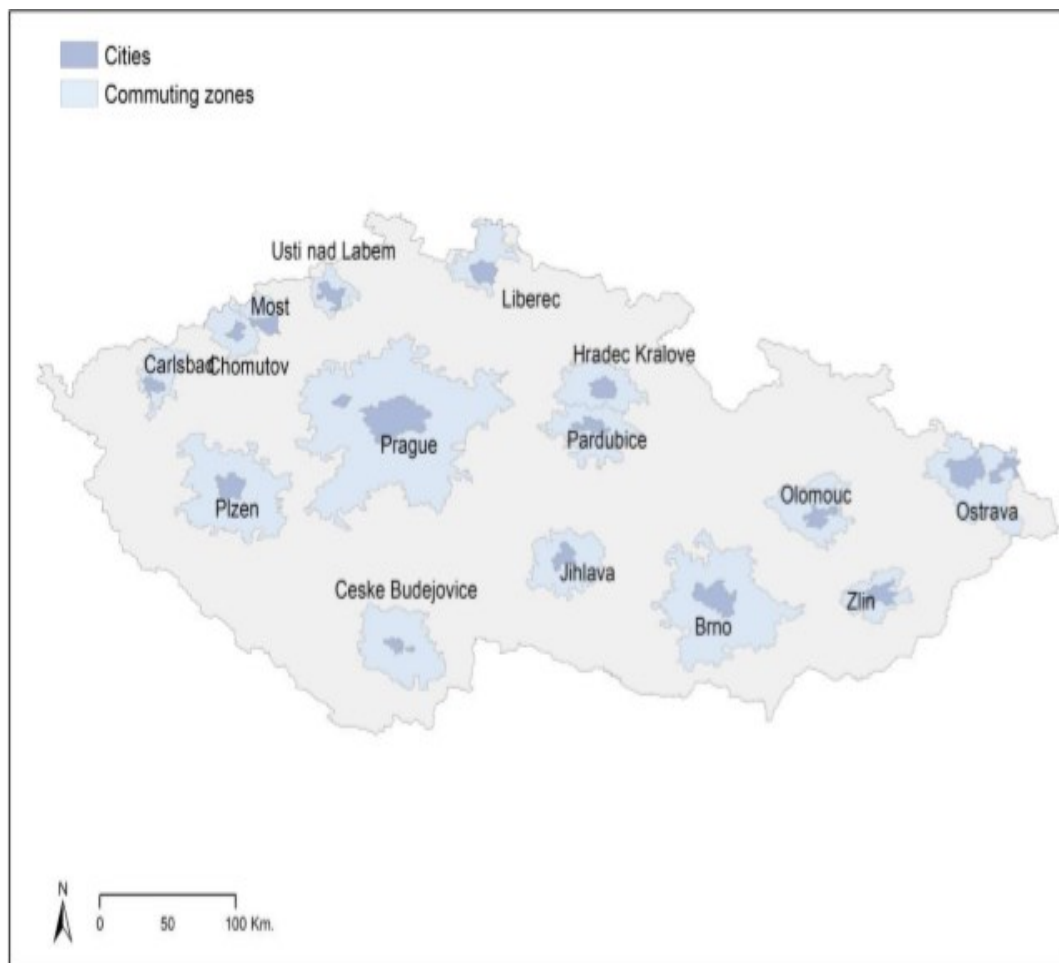 Cities
Commuting zones
Usti nad Labem
Liberec
Most
Carlsbad
Chomutov
Hradec Kralove
Prague
Pardubice
Plzen
Olomouc
Ostrava
Jihlava
Ceske Budejovice
Zlin
Brno
N
0 50 100 Km.